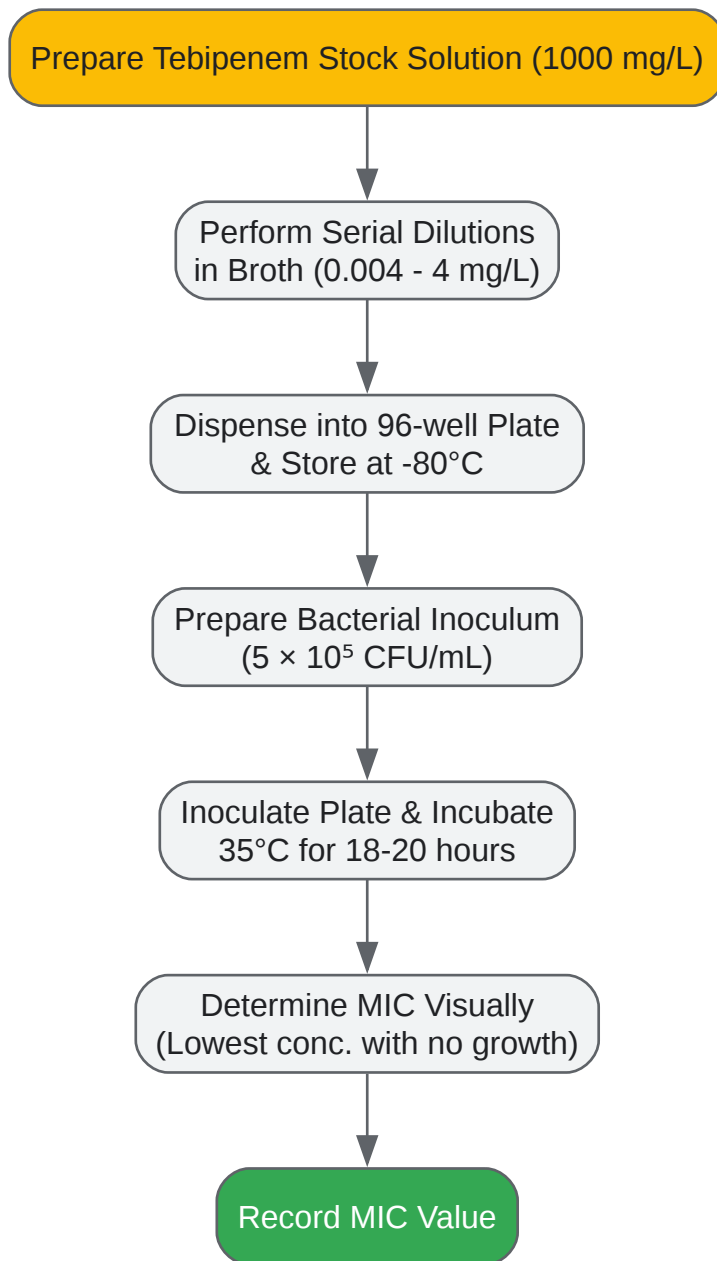 Prepare Tebipenem Stock Solution (1000 mg/L)
Perform Serial Dilutions
in Broth (0.004 - 4 mg/L)
Dispense into 96-well Plate
& Store at -80°C
Prepare Bacterial Inoculum
(5 × 10⁵ CFU/mL)
Inoculate Plate & Incubate
35°C for 18-20 hours
Determine MIC Visually
(Lowest conc. with no growth)
Record MIC Value